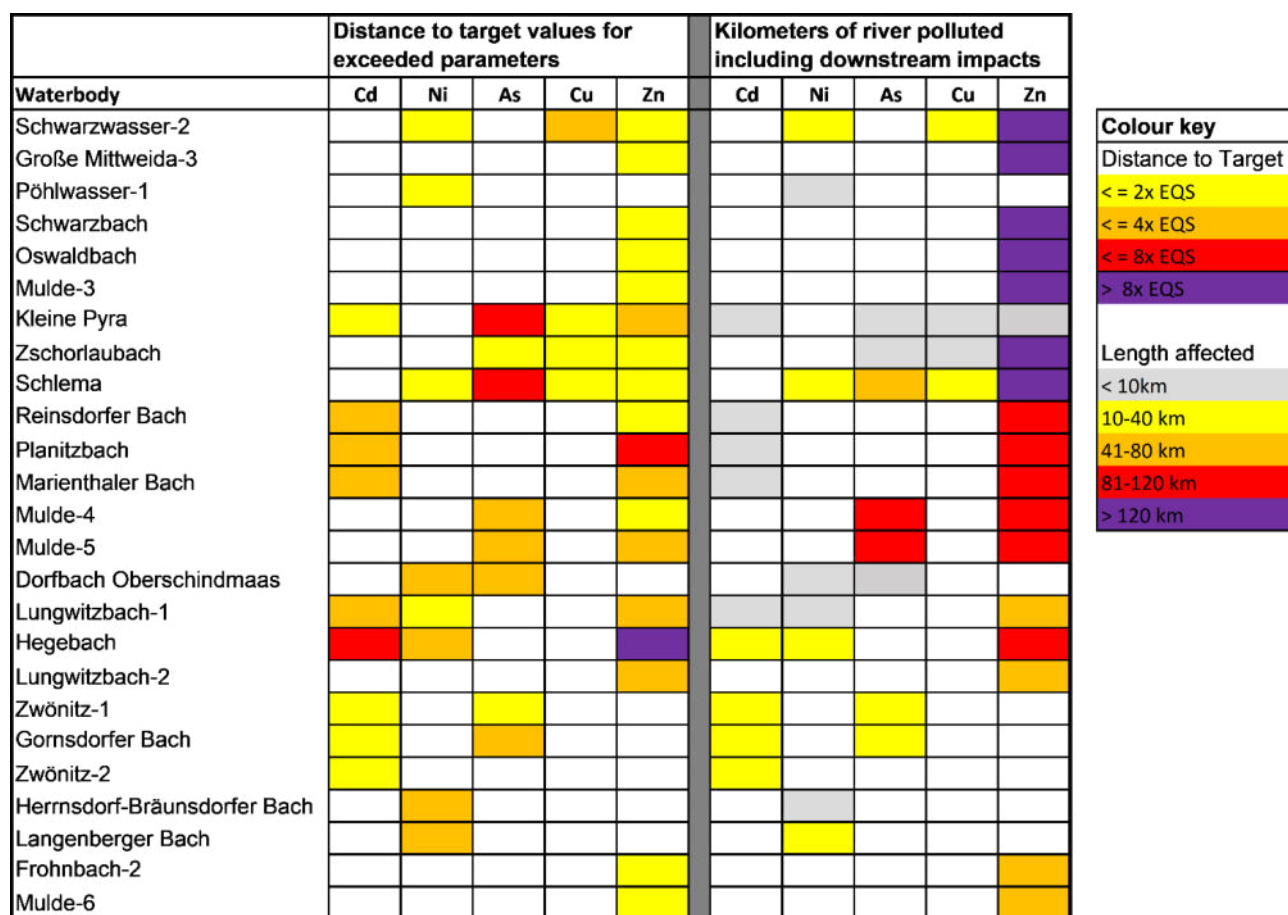 Distance to target values for
exceeded parameters
Kilometers of river polluted
including downstream impacts
Waterbody Cd Ni As Cu Zn Cd Ni As Cu Zn
Schwarzwasser-2
Große Mittweida-3
Pöhlwasser-1
Schwarzbach
Oswaldbach
Mulde-3
Kleine Pyra
Zschorlaubach
Schlema
Reinsdorfer Bach
Planitzbach
Marienthaler Bach
Mulde-4
Mulde-5
Dorfbach Oberschindmaas
Lungwitzbach-1
Hegebach
Lungwitzbach-2
Zwönitz-1
Gornsdorfer Bach
Zwönitz-2
Herrnsdorf-Bräunsdorfer Bach
Langenberger Bach
Frohnbach-2
Mulde-6
Colour key
Distance to Target
< = 2x EQS
< = 4x EQS
< = 8x EQS
> 8x EQS
Length affected
< 10km
10-40 km
41-80 km
81-120 km
> 120 km